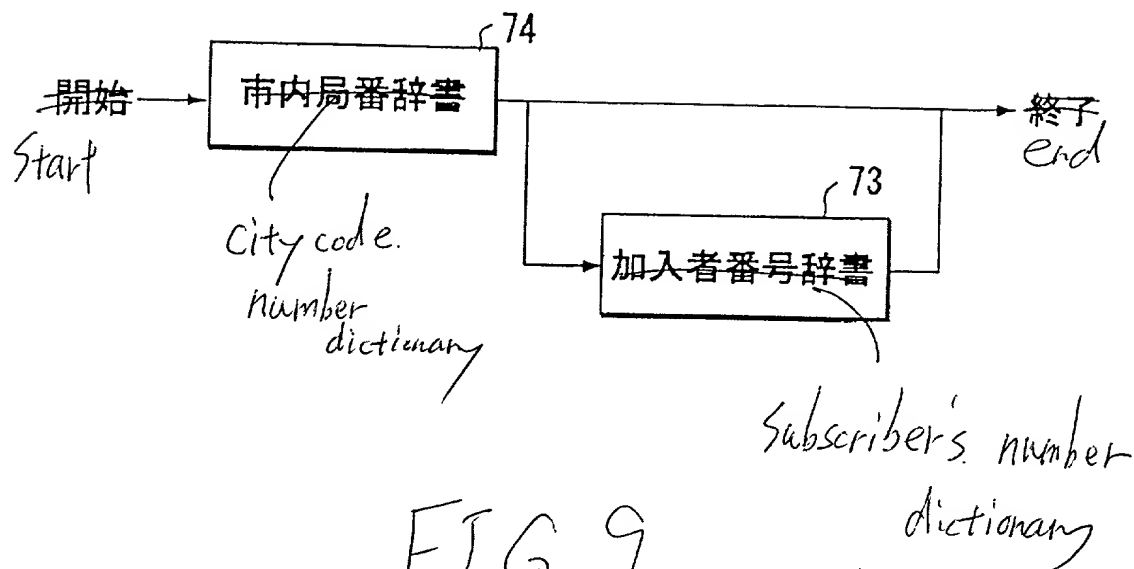 74
開始
市内局番辞書
終了
Start
end
73
City code.
number
dictionary
加入者番号辞書
Subscriber's. number
dictionary
FIG 9